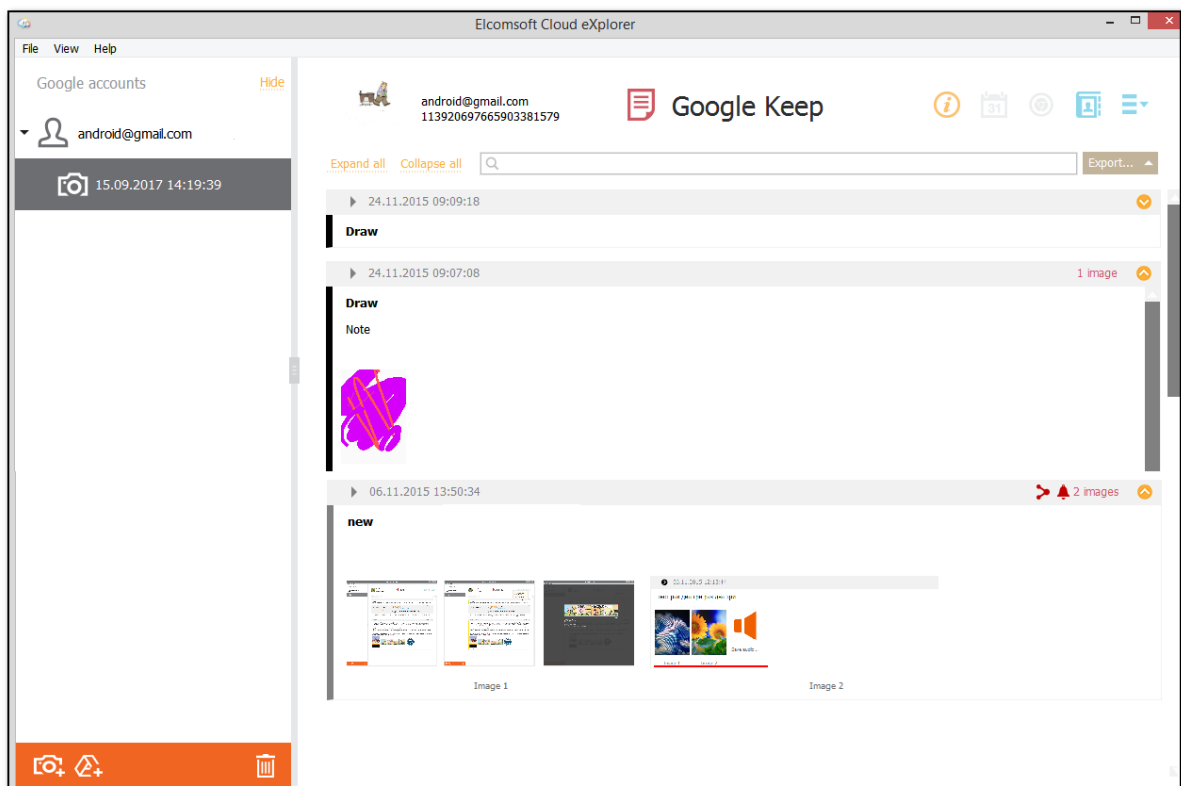 Elcomsoft Cloud eXplorer
File View Help
Google accounts Hide
android@gmail.com
15.09.2017 14:19:39
android@gmail.com
113920697665903381579
Google Keep
31
Expand all Collapse all
Export...
24.11.2015 09:09:18
Draw
24.11.2015 09:07:08 1 image
Draw
Note
06.11.2015 13:50:34 2 images
new
Image 1
Image 2